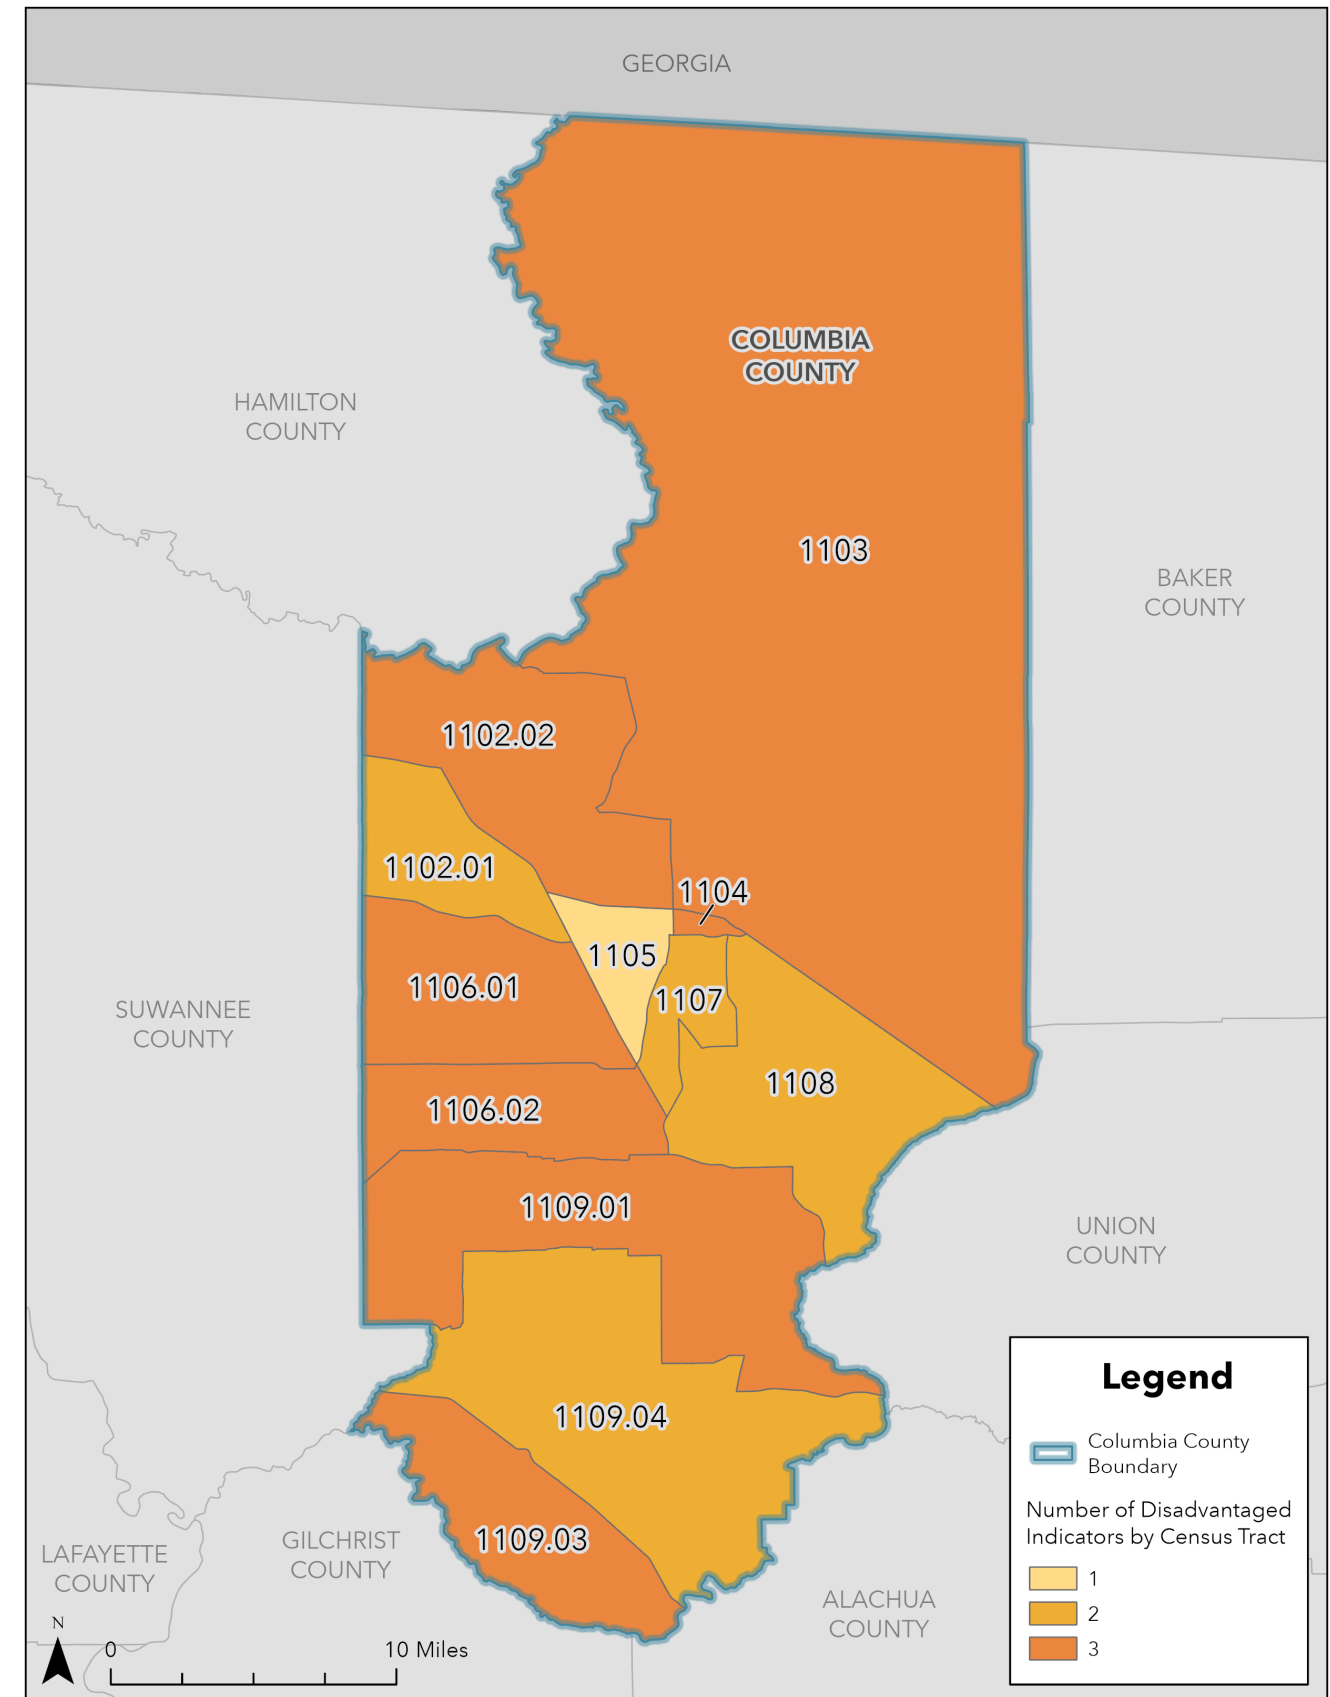 GEORGIA
COLUMBIA
COUNTY
HAMILTON
COUNTY
1103
BAKER
COUNTY
1102.02
1102.01
1104
1105
1106.01
1107
SUWANNEE
COUNTY
1108
1106.02
1109.01
UNION
COUNTY
1109.04
1109.03
GILCHRIST
COUNTY
LAFAYETTE
COUNTY
ALACHUA
COUNTY
N
0
10 Miles
Legend
Columbia County
Boundary
Number of Disadvantaged
Indicators by Census Tract
1
2
3